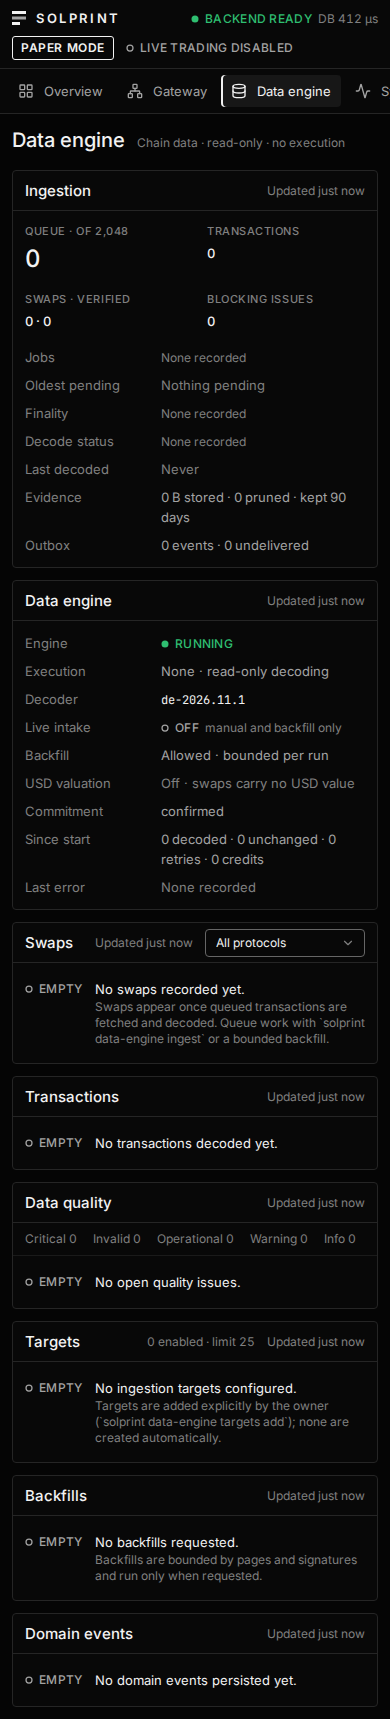 SOLPRINT
BACKEND READY DB 412 µs
PAPER MODE LIVE TRADING DISABLED
Overview Gateway Data engine S
Data engine Chain data · read-only · no execution
Ingestion Updated just now
QUEUE · OF 2,048 TRANSACTIONS
0 0
SWAPS · VERIFIED BLOCKING ISSUES
0 · 0 0
Jobs None recorded
Oldest pending Nothing pending
Finality None recorded
Decode status None recorded
Last decoded Never
Evidence 0 B stored · 0 pruned · kept 90
days
Outbox 0 events · 0 undelivered
Data engine Updated just now
Engine RUNNING
Execution None · read-only decoding
Decoder de-2026.11.1
Live intake OFF manual and backfill only
Backfill Allowed · bounded per run
USD valuation Off · swaps carry no USD value
Commitment confirmed
Since start 0 decoded · 0 unchanged · 0
retries · 0 credits
Last error None recorded
Swaps Updated just now All protocols
EMPTY No swaps recorded yet.
Swaps appear once queued transactions are
fetched and decoded. Queue work with `solprint
data-engine ingest` or a bounded backfill.
Transactions Updated just now
EMPTY No transactions decoded yet.
Data quality Updated just now
Critical 0 Invalid 0 Operational 0 Warning 0 Info 0
EMPTY No open quality issues.
Targets 0 enabled · limit 25 Updated just now
EMPTY No ingestion targets configured.
Targets are added explicitly by the owner
(`solprint data-engine targets add`); none are
created automatically.
Backfills Updated just now
EMPTY No backfills requested.
Backfills are bounded by pages and signatures
and run only when requested.
Domain events Updated just now
EMPTY No domain events persisted yet.